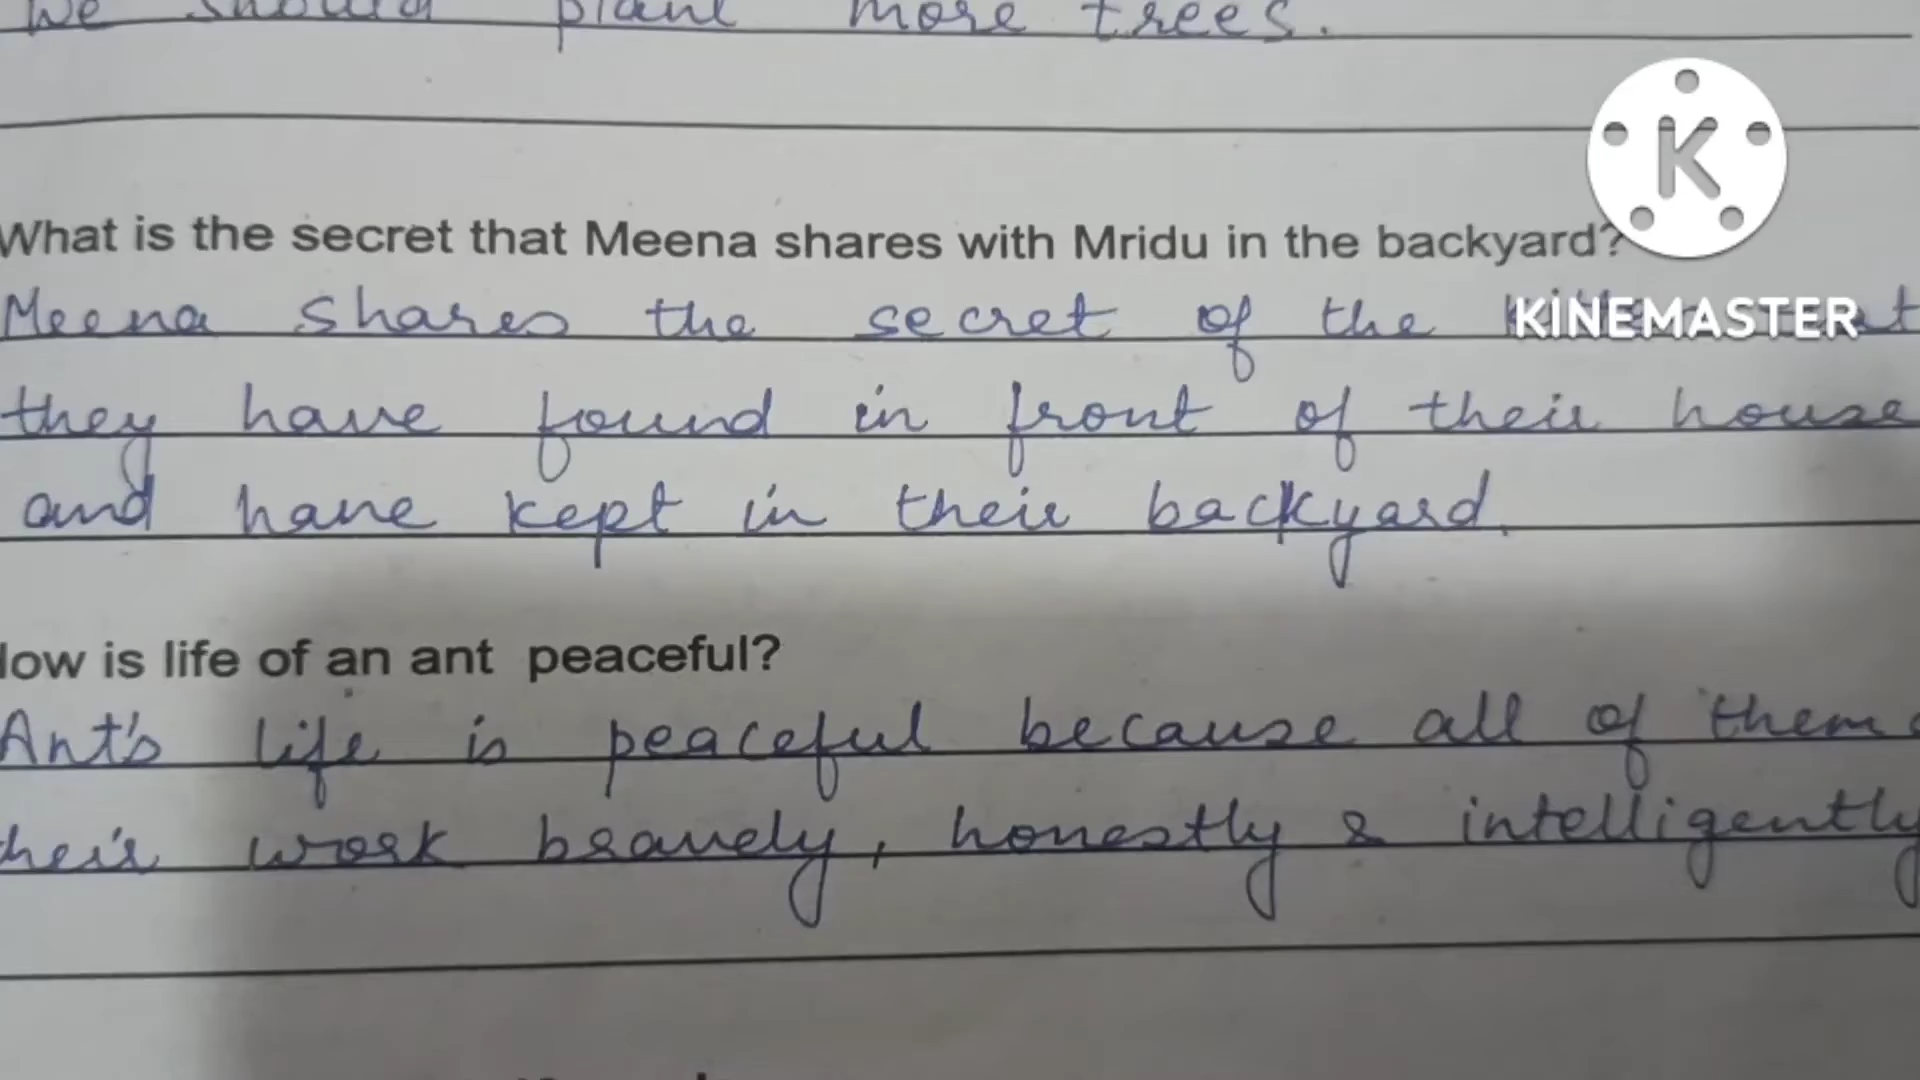 We should plant more trees.
What is the secret that Meena shares with Mridu in the backyard?
Meena shares the secret of the
KINEMASTER
they have found in front of their house
and have kept in their backyard.
How is life of an ant peaceful?
Ant's life is peaceful because all of them
their work bravely, honestly & intelligently